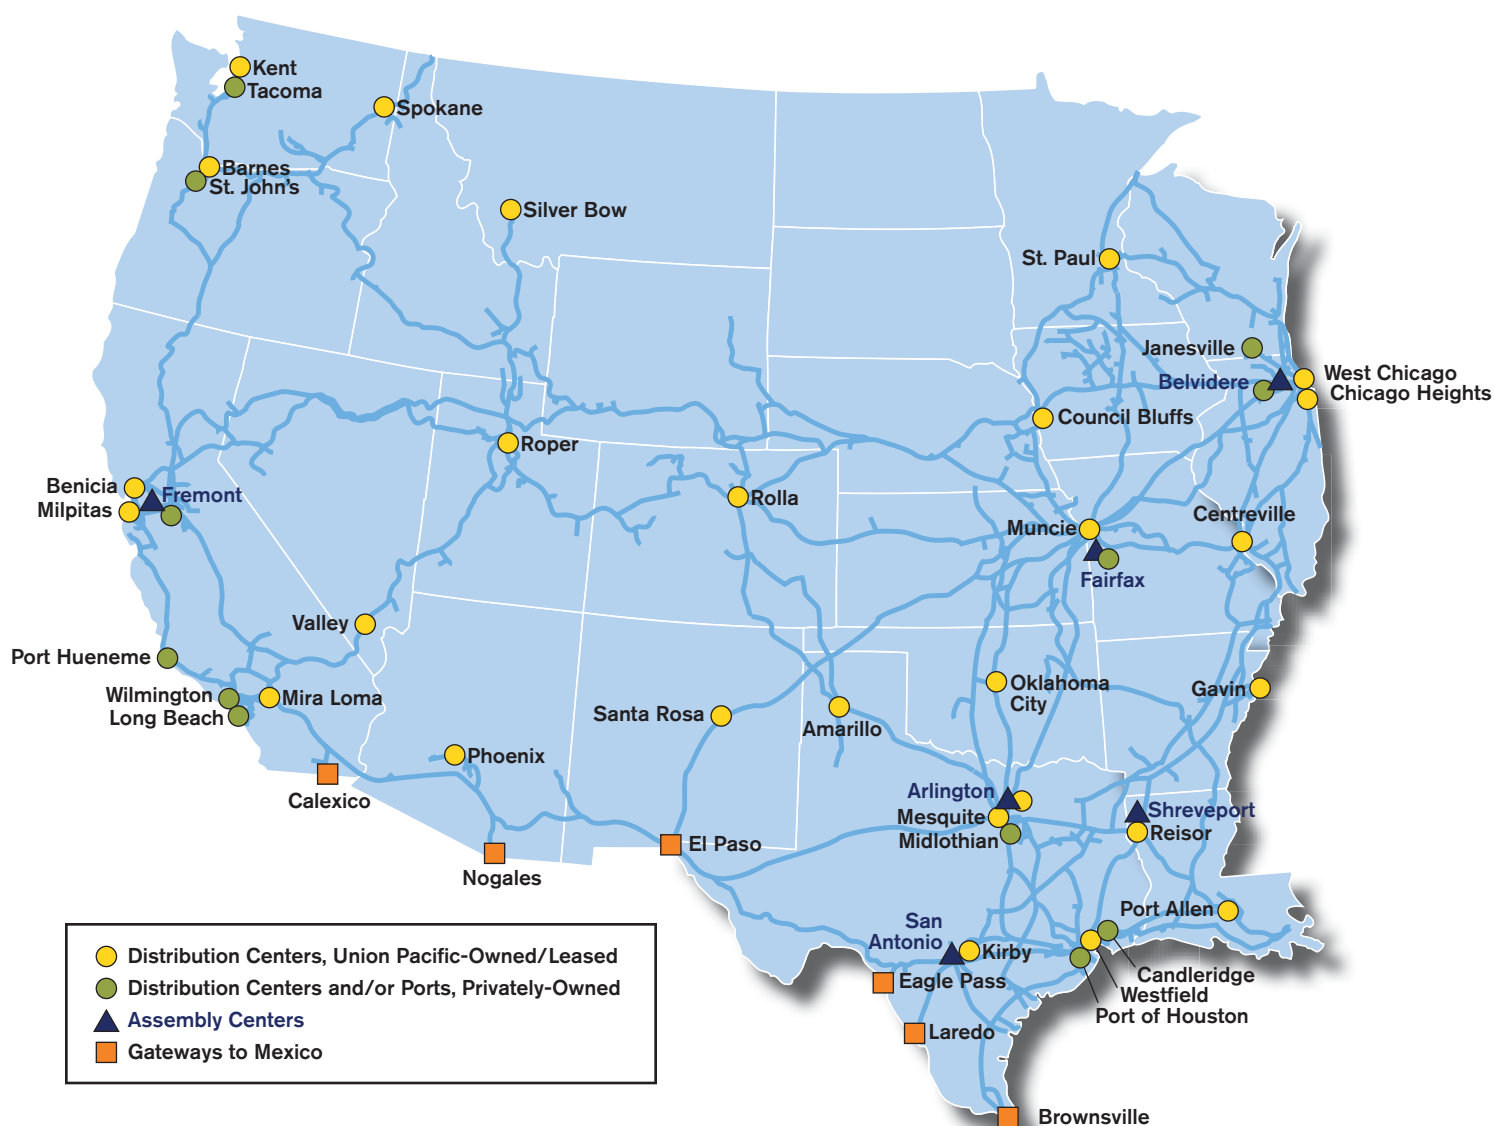 Kent
Tacoma
Spokane
Barnes
St. John's
Silver Bow
St. Paul
Janesville
Belvidere
West Chicago
Chicago Heights
Council Bluffs
Roper
Benicia
Fremont
Milpitas
Rolla
Muncie
Centreville
Fairfax
Valley
Port Hueneme
Wilmington
Long Beach
Mira Loma
Oklahoma
City
Gavin
Santa Rosa
Amarillo
Phoenix
Calexico
Arlington
Mesquite
Midlothian
Shreveport
Reisor
El Paso
Nogales
Port Allen
San
Antonio
Kirby
Eagle Pass
Candleridge
Westfield
Port of Houston
Laredo
Brownsville
Distribution Centers, Union Pacific-Owned/Leased
Distribution Centers and/or Ports, Privately-Owned
Assembly Centers
Gateways to Mexico